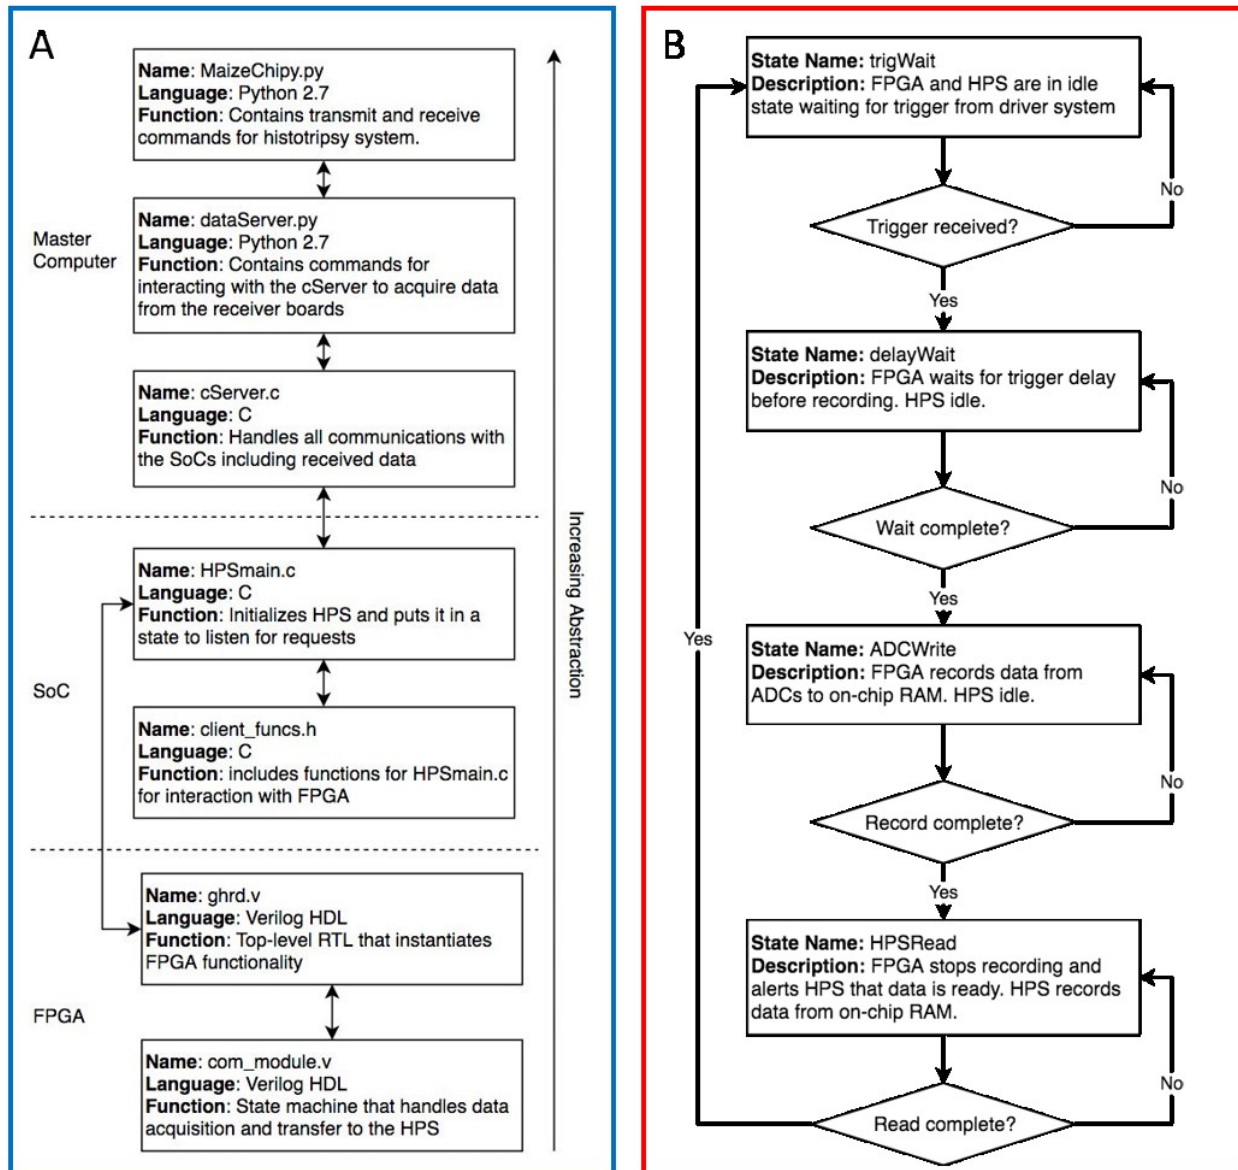 A
Name: MaizeChipy.py
Language: Python 2.7
Function: Contains transmit and receive
commands for histotripsy system.
Master
Computer
Name: dataServer.py
Language: Python 2.7
Function: Contains commands for
interacting with the cServer to acquire data
from the receiver boards
Name: cServer.c
Language: C
Function: Handles all communications with
the SoCs including received data
Increasing Abstraction
SoC
Name: HPSmain.c
Language: C
Function: Initializes HPS and puts it in a
state to listen for requests
Name: client_funcs.h
Language: C
Function: includes functions for HPSmain.c
for interaction with FPGA
FPGA
Name: ghrd.v
Language: Verilog HDL
Function: Top-level RTL that instantiates
FPGA functionality
Name: com_module.v
Language: Verilog HDL
Function: State machine that handles data
acquisition and transfer to the HPS
B
State Name: trigWait
Description: FPGA and HPS are in idle
state waiting for trigger from driver system
No
Trigger received?
Yes
State Name: delayWait
Description: FPGA waits for trigger delay
before recording. HPS idle.
No
Wait complete?
Yes
Yes
State Name: ADCWrite
Description: FPGA records data from
ADCs to on-chip RAM. HPS idle.
No
Record complete?
Yes
State Name: HPSRead
Description: FPGA stops recording and
alerts HPS that data is ready. HPS records
data from on-chip RAM.
No
Read complete?